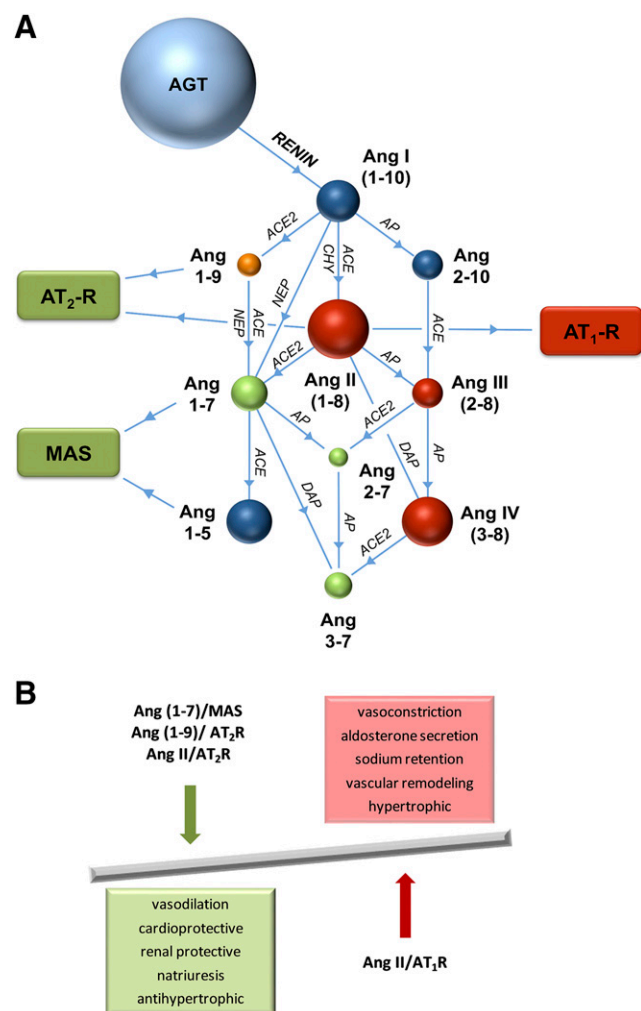 A
AGT
RENIN
Ang I
(1-10)
ACE2
ACE
CHY
AP
NEP
Ang
1-9
Ang
2-10
AT2-R
AT1-R
ACE
NEP
ACE
ACE2
AP
Ang II
(1-8)
Ang III
(2-8)
Ang
1-7
ACE2
AP
MAS
ACE
Ang
2-7
DAP
AP
Ang
1-5
DAP
AP
Ang IV
(3-8)
ACE2
Ang
3-7
B
Ang (1-7)/MAS
Ang (1-9)/ AT2R
Ang II/AT2R
vasoconstriction
aldosterone secretion
sodium retention
vascular remodeling
hypertrophic
vasodilation
cardioprotective
renal protective
natriuresis
antihypertrophic
Ang II/AT1R